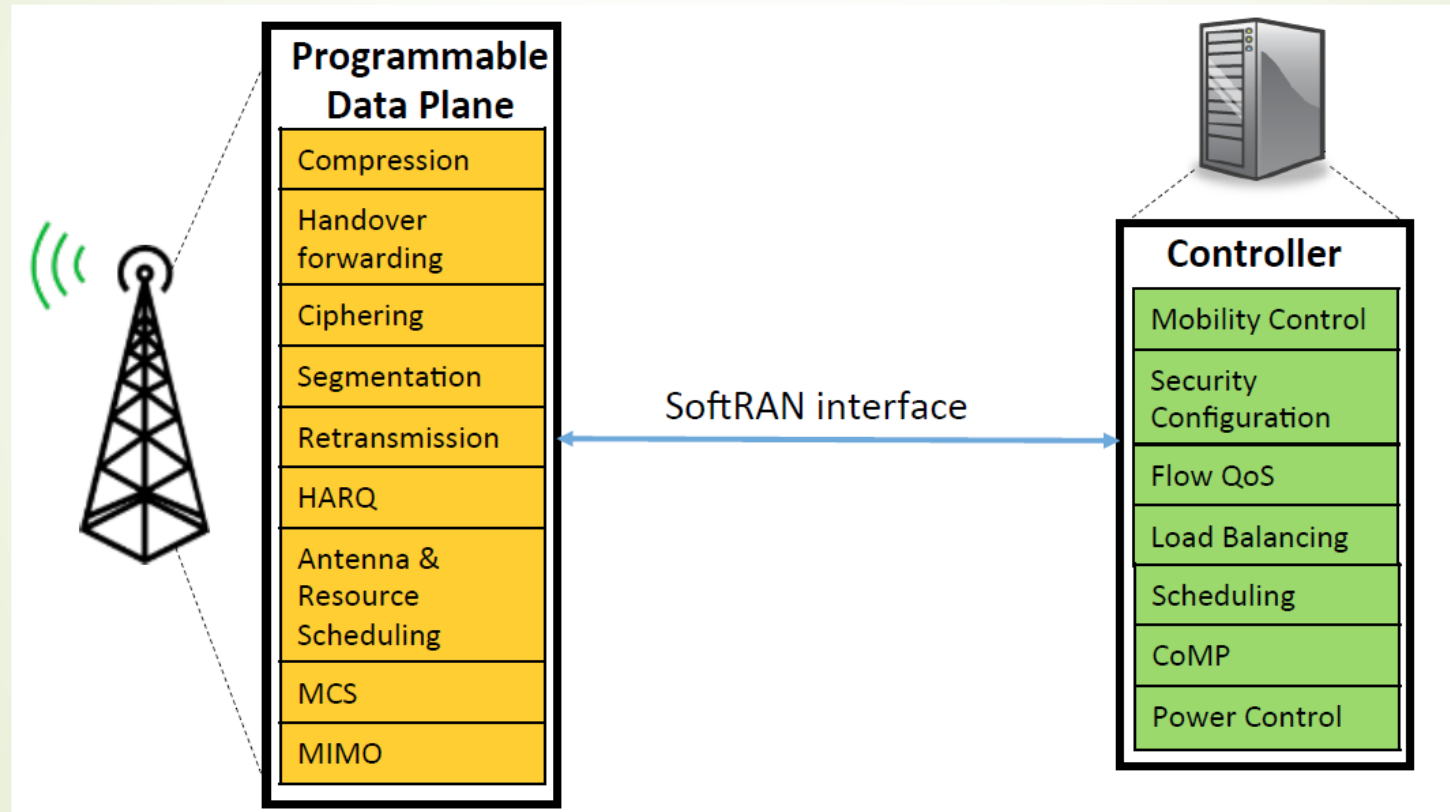 Programmable
Data Plane
Compression
Handover
forwarding
Ciphering
Segmentation
Retransmission
HARQ
Antenna &
Resource
Scheduling
MCS
MIMO
SoftRAN interface
Controller
Mobility Control
Security
Configuration
Flow QoS
Load Balancing
Scheduling
CoMP
Power Control